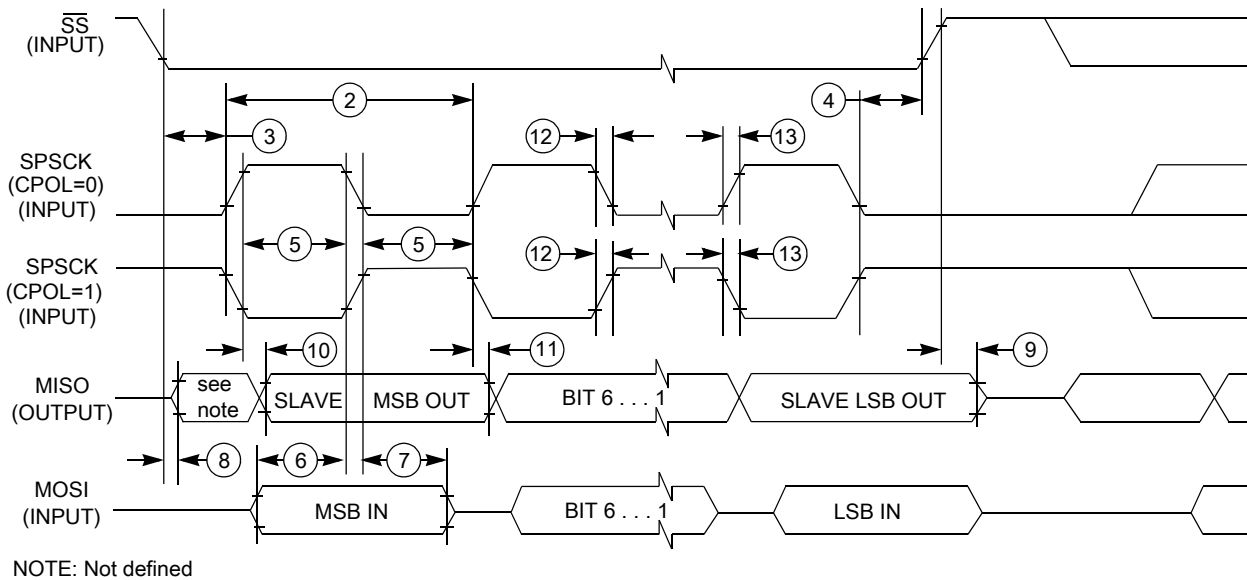 SS
(INPUT)
2
4
3
12
13
SPSCK
(CPOL=0)
(INPUT)
5
5
12
13
SPSCK
(CPOL=1)
(INPUT)
10
11
9
MISO
(OUTPUT)
see
note
SLAVE
MSB OUT
BIT 6 . . . 1
SLAVE LSB OUT
8
6
7
MOSI
(INPUT)
MSB IN
BIT 6 . . . 1
LSB IN
NOTE: Not defined